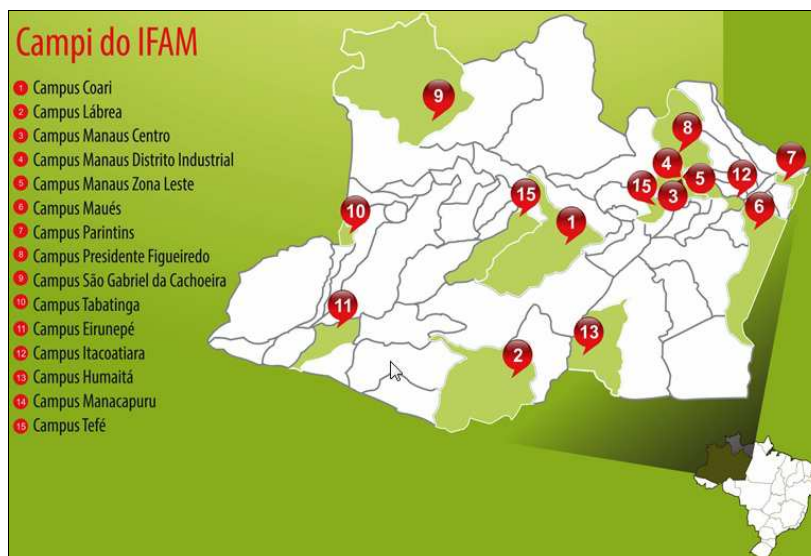 Campi do IFAM
1 Campus Coari
2 Campus Lábrea
3 Campus Manaus Centro
4 Campus Manaus Distrito Industrial
5 Campus Manaus Zona Leste
6 Campus Maués
7 Campus Parintins
8 Campus Presidente Figueiredo
9 Campus São Gabriel da Cachoeira
10 Campus Tabatinga
11 Campus Eirunepé
12 Campus Itacoatiara
13 Campus Humaitá
14 Campus Manacapuru
15 Campus Tefé
9
8
7
4
5
12
15
3
6
15
10
1
11
13
2